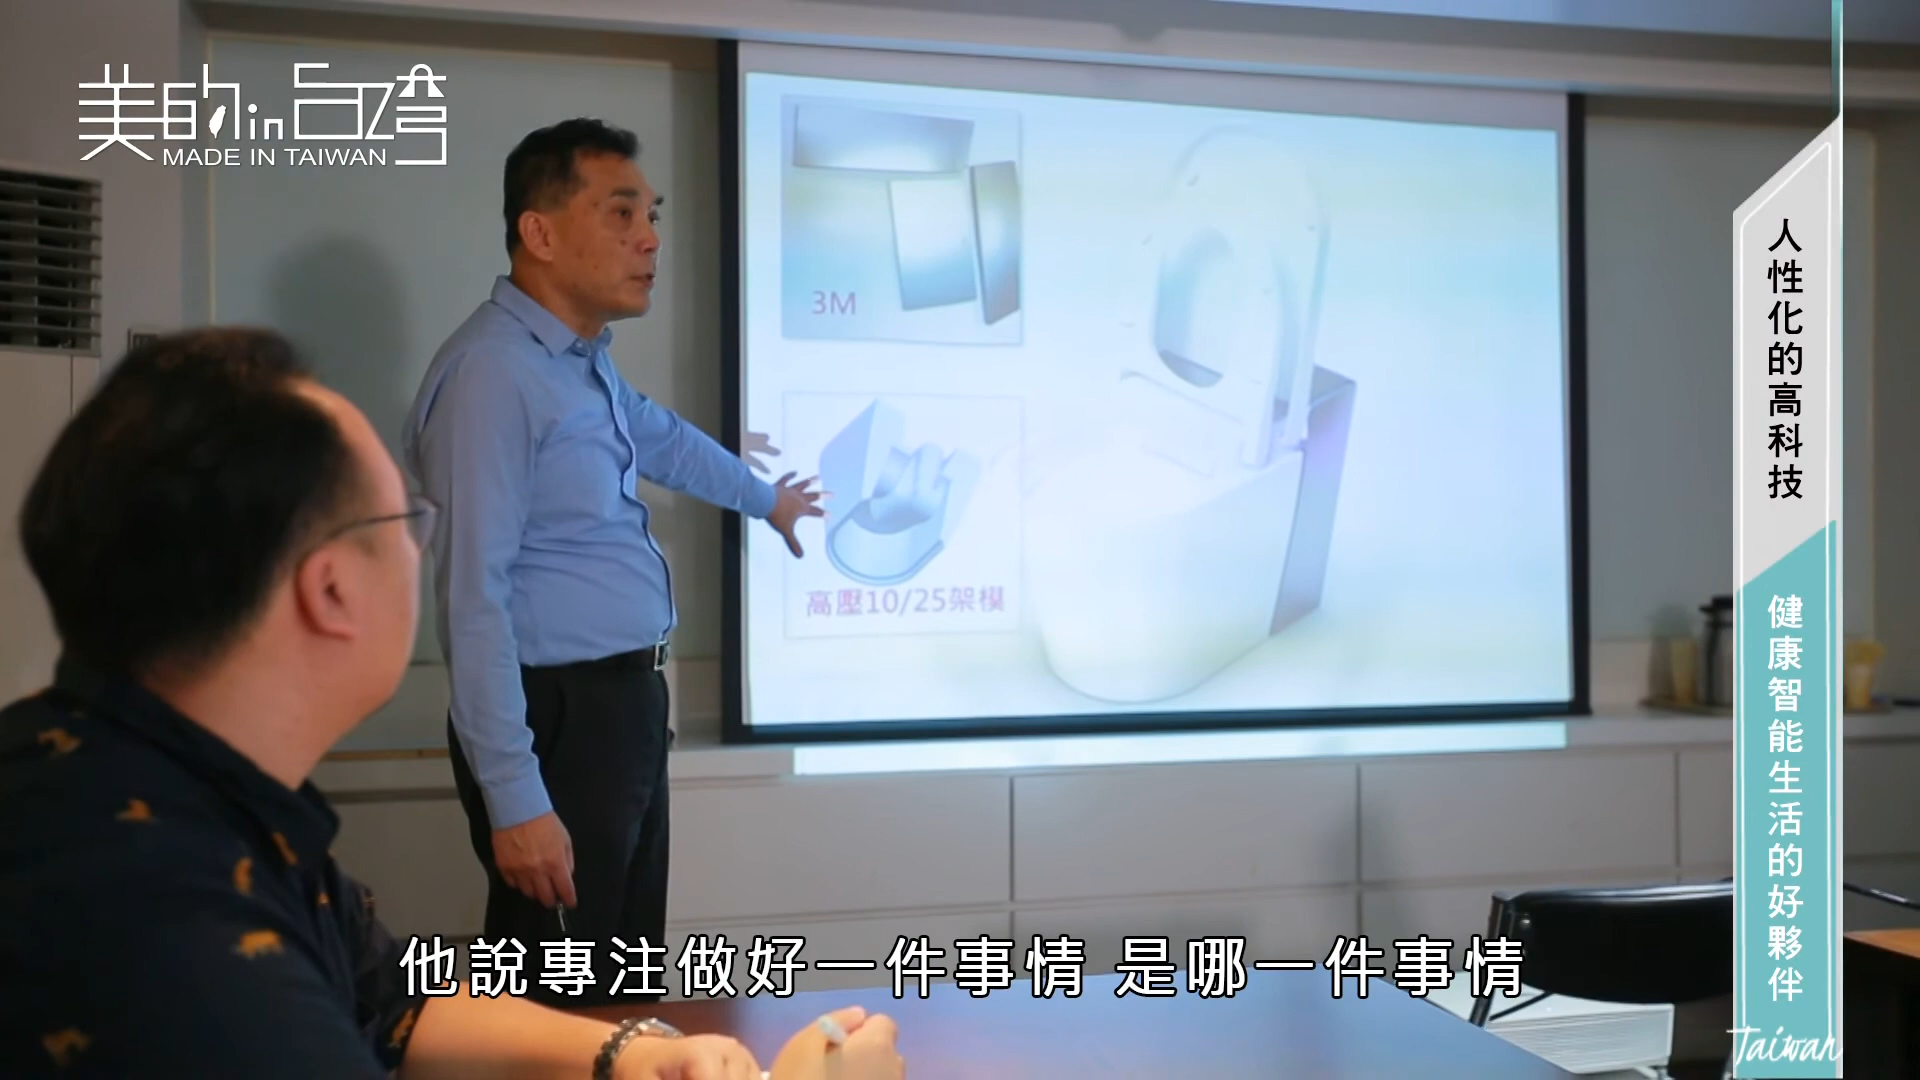 美的in台灣
MADE IN TAIWAN
3M
高壓10/25架模
人性化的高科技
健康智能生活的好夥伴
Taiwan
他說專注做好一件事情 是哪一件事情